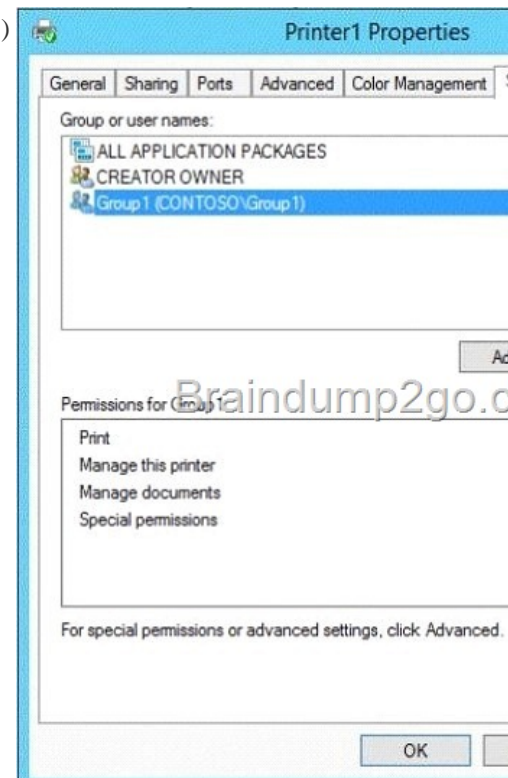 )
Printer1 Properties
General Sharing Ports Advanced Color Management
Group or user names:
ALL APPLICATION PACKAGES
CREATOR OWNER
Group1 (CONTOSO\Group1)
Permissions for Group1
Braindump2go.c
Print
Manage this printer
Manage documents
Special permissions
For special permissions or advanced settings, click Advanced.
OK